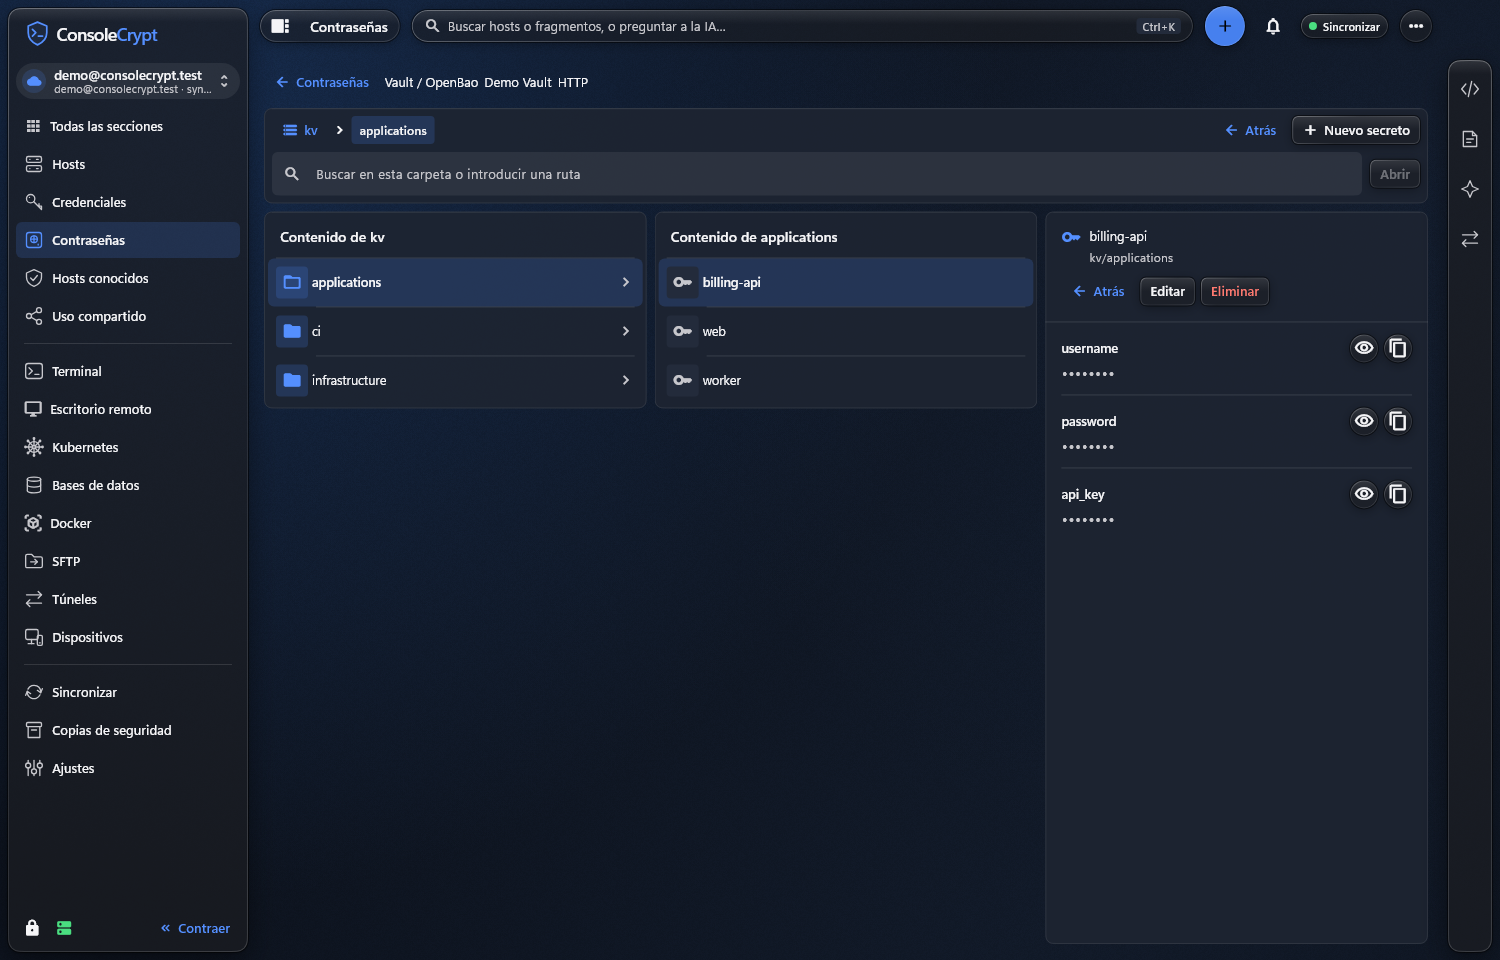 ConsoleCrypt
demo@consolecrypt.test
demo@consolecrypt.test · syn...
Todas las secciones
Hosts
Credenciales
Contraseñas
Hosts conocidos
Uso compartido
Terminal
Escritorio remoto
Kubernetes
Bases de datos
Docker
SFTP
Túneles
Dispositivos
Sincronizar
Copias de seguridad
Ajustes
« Contraer
Contraseñas
Buscar hosts o fragmentos, o preguntar a la IA...
Ctrl+K
Sincronizar
Contraseñas Vault / OpenBao Demo Vault HTTP
kv applications
Atrás
Nuevo secreto
Buscar en esta carpeta o introducir una ruta
Abrir
Contenido de kv
applications
ci
infrastructure
Contenido de applications
billing-api
web
worker
billing-api
kv/applications
Atrás
Editar
Eliminar
username
••••••••
password
••••••••
api_key
••••••••